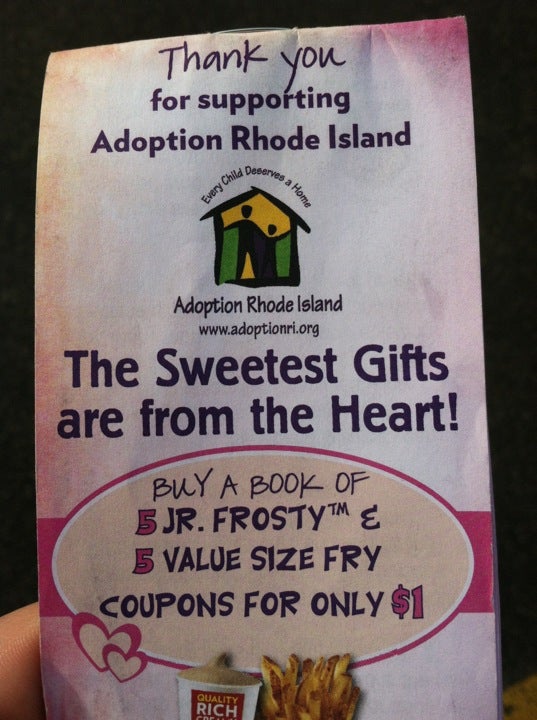 Thank you
for supporting
Adoption Rhode Island
Every Child Deserves a Home
Adoption Rhode Island
www.adoptionri.org
The Sweetest Gifts
are from the Heart!
BUY A BOOK OF
5 JR. FROSTY™ &
5 VALUE SIZE FRY
COUPONS FOR ONLY $1
QUALITY
RICH